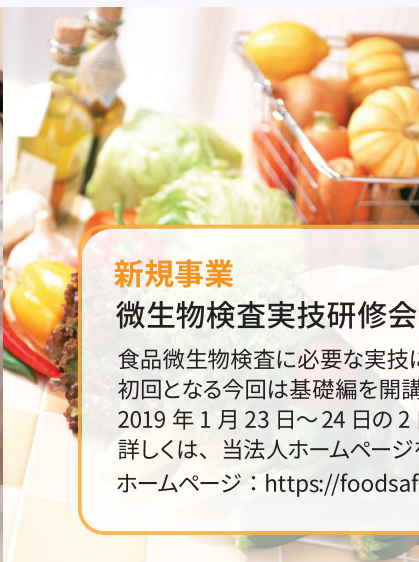 新規事業
微生物検査実技研修会
食品微生物検査に必要な実技に
初回となる今回は基礎編を開講
2019 年 1 月 23 日～24 日の 2
詳しくは、当法人ホームページを
ホームページ：https://foodsaf